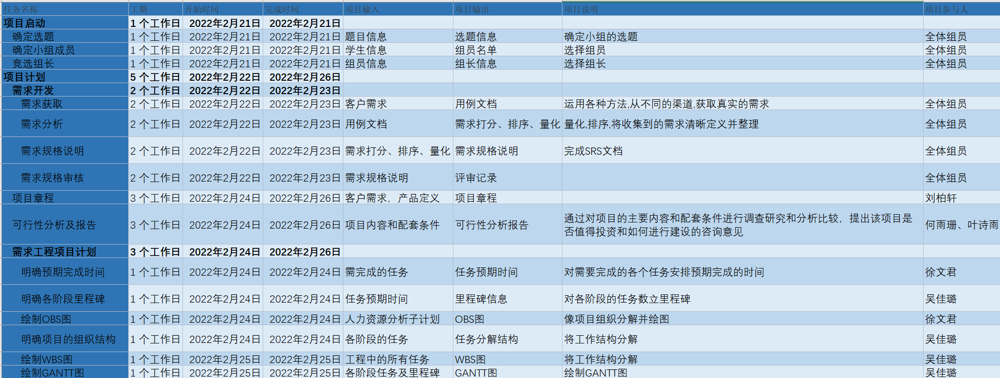 任务名称 工期 开始时间 完成时间 项目输入 项目输出 项目说明 项目参与人
项目启动 1 个工作日 2022年2月21日 2022年2月21日
确定选题 1 个工作日 2022年2月21日 2022年2月21日 题目信息 选题信息 确定小组的选题 全体组员
确定小组成员 1 个工作日 2022年2月21日 2022年2月21日 学生信息 组员名单 选择组员 全体组员
竞选组长 1 个工作日 2022年2月21日 2022年2月21日 组员信息 组长信息 选择组长 全体组员
项目计划 5 个工作日 2022年2月22日 2022年2月26日
需求开发 2 个工作日 2022年2月22日 2022年2月23日
需求获取 2 个工作日 2022年2月22日 2022年2月23日 客户需求 用例文档 运用各种方法,从不同的渠道,获取真实的需求 全体组员
需求分析 2 个工作日 2022年2月22日 2022年2月23日 用例文档 需求打分、排序、量化 量化,排序,将收集到的需求清晰定义并整理 全体组员
需求规格说明 2 个工作日 2022年2月22日 2022年2月23日 需求打分、排序、量化 需求规格说明 完成SRS文档 全体组员
需求规格审核 2 个工作日 2022年2月22日 2022年2月23日 需求规格说明 评审记录 全体组员
项目章程 3 个工作日 2022年2月24日 2022年2月26日 客户需求，产品定义 项目章程 刘柏轩
可行性分析及报告 3 个工作日 2022年2月24日 2022年2月26日 项目内容和配套条件 可行性分析报告 通过对项目的主要内容和配套条件进行调查研究和分析比较，提出该项目是
否值得投资和如何进行建设的咨询意见 何雨珊、叶诗雨
需求工程项目计划 3 个工作日 2022年2月24日 2022年2月26日
明确预期完成时间 1 个工作日 2022年2月24日 2022年2月24日 需完成的任务 任务预期时间 对需要完成的各个任务安排预期完成的时间 徐文君
明确各阶段里程碑 1 个工作日 2022年2月24日 2022年2月24日 任务预期时间 里程碑信息 对各阶段的任务数立里程碑 吴佳璐
绘制OBS图 1 个工作日 2022年2月24日 2022年2月24日 人力资源分析子计划 OBS图 像项目组织分解并绘图 徐文君
明确项目的组织结构 1 个工作日 2022年2月24日 2022年2月24日 各阶段的任务 任务分解结构 将工作结构分解 吴佳璐
绘制WBS图 1 个工作日 2022年2月25日 2022年2月25日 工程中的所有任务 WBS图 将工作结构分解 吴佳璐
绘制GANTT图 1 个工作日 2022年2月25日 2022年2月25日 各阶段任务及里程碑 GANTT图 绘制GANTT图 吴佳璐